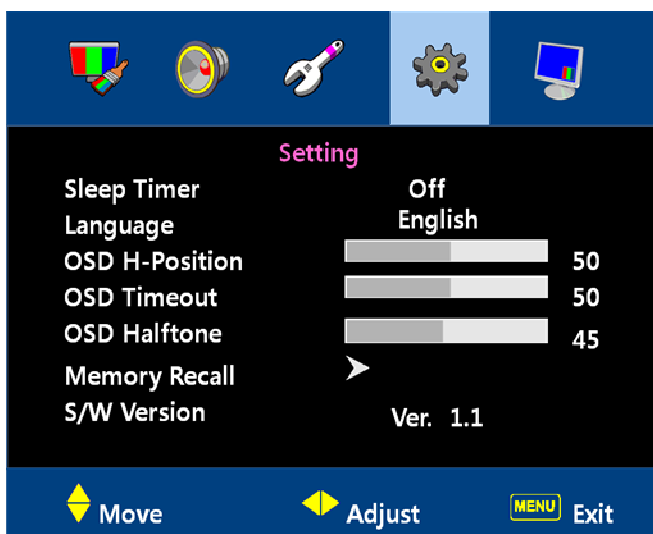 Setting
Sleep Timer Off
Language English
OSD H-Position 50
OSD Timeout 50
OSD Halftone 45
Memory Recall
S/W Version Ver. 1.1
Move Adjust MENU Exit